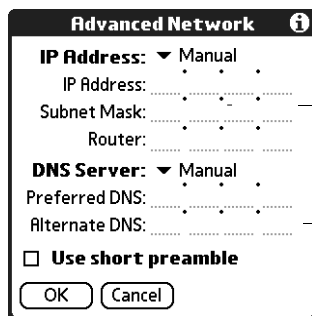 Advanced Network i
IP Address: Manual
IP Address:
Subnet Mask:
Router:
DNS Server: Manual
Preferred DNS:
Alternate DNS:
Use short preamble
OK Cancel